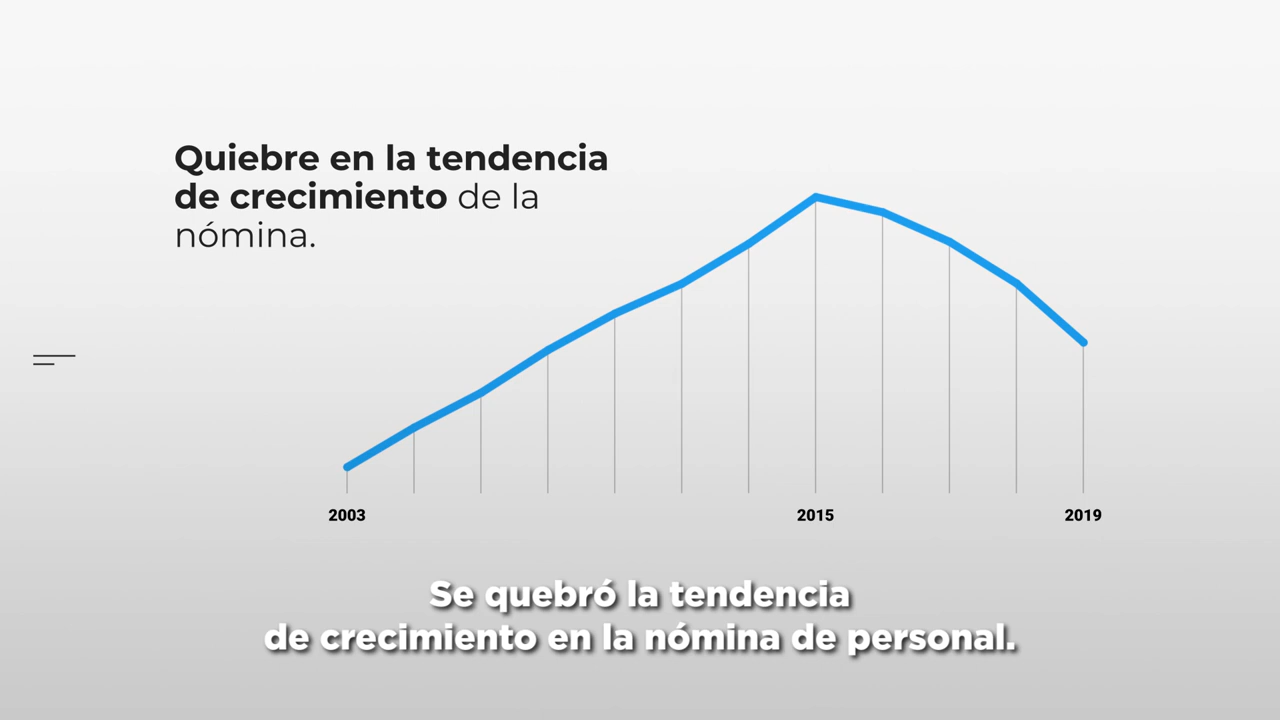 Quiebre en la tendencia
de crecimiento de la
nómina.
2003
2015
2019
Se quebró la tendencia
de crecimiento en la nómina de personal.